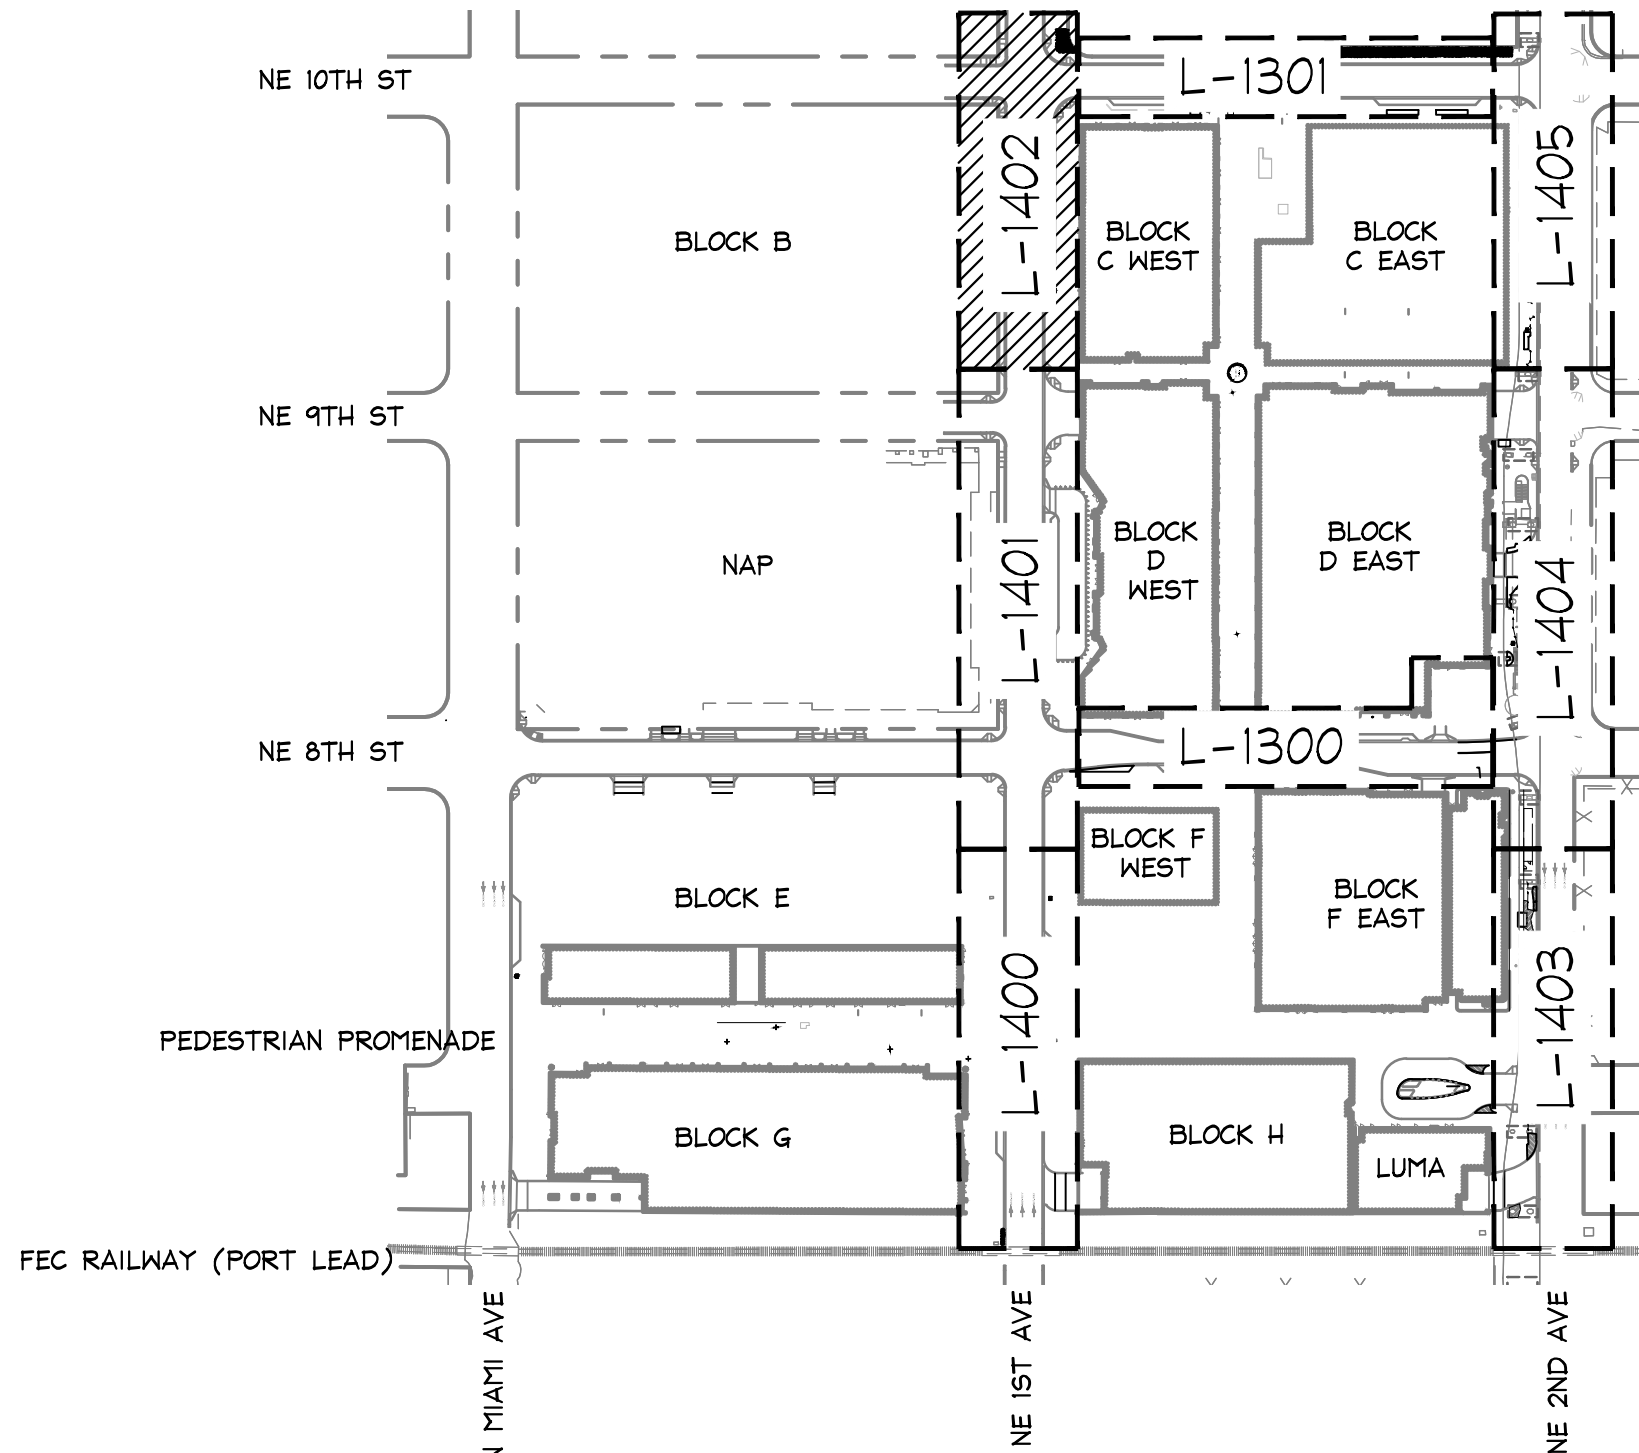 NE 10TH ST
L-1301
L-1402
L-1405
BLOCK B
BLOCK
C WEST
BLOCK
C EAST
NE 9TH ST
NAP
L-1401
BLOCK
D
WEST
BLOCK
D EAST
L-1404
NE 8TH ST
L-1300
BLOCK F
WEST
BLOCK E
BLOCK
F EAST
L-1400
L-1403
PEDESTRIAN PROMENADE
BLOCK G
BLOCK H
LUMA
FEC RAILWAY (PORT LEAD)
MIAMI AVE
NE 1ST AVE
NE 2ND AVE